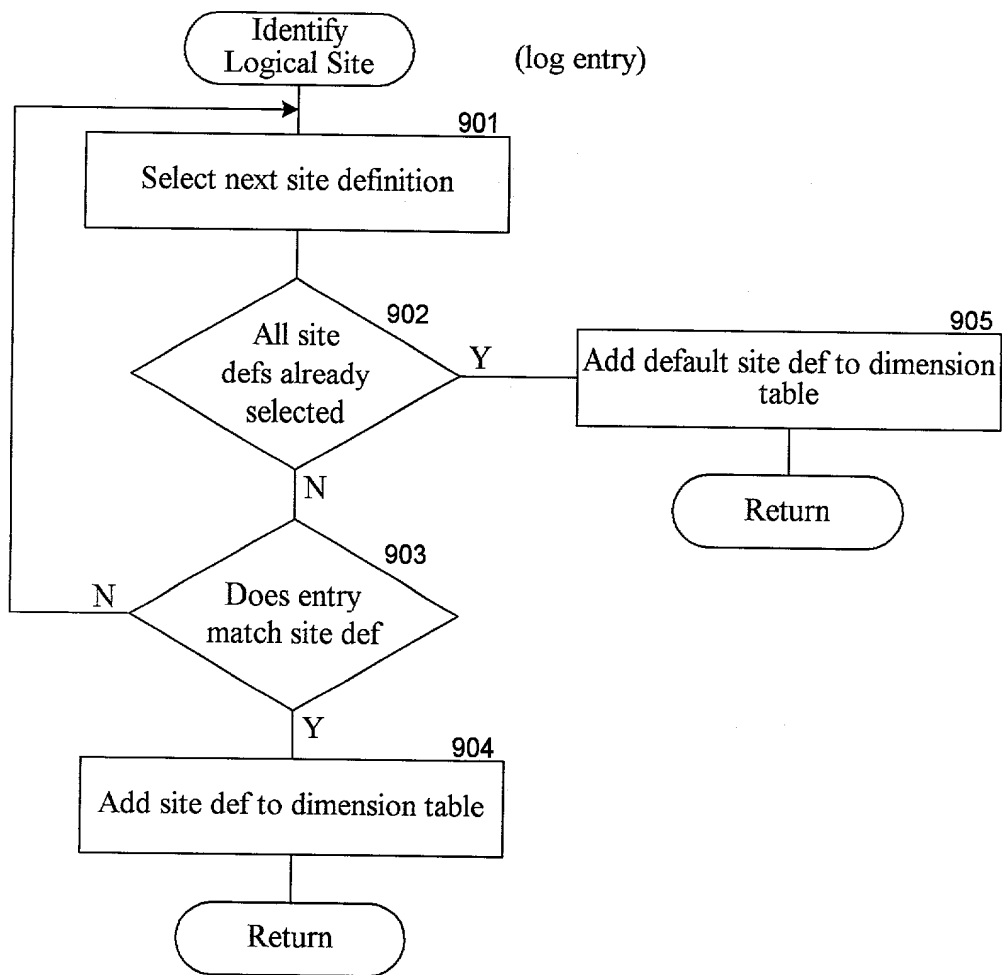 Identify
Logical Site
(log entry)
901
Select next site definition
902
All site
defs already
selected
Y
905
Add default site def to dimension
table
Return
N
903
Does entry
match site def
N
Y
904
Add site def to dimension table
Return